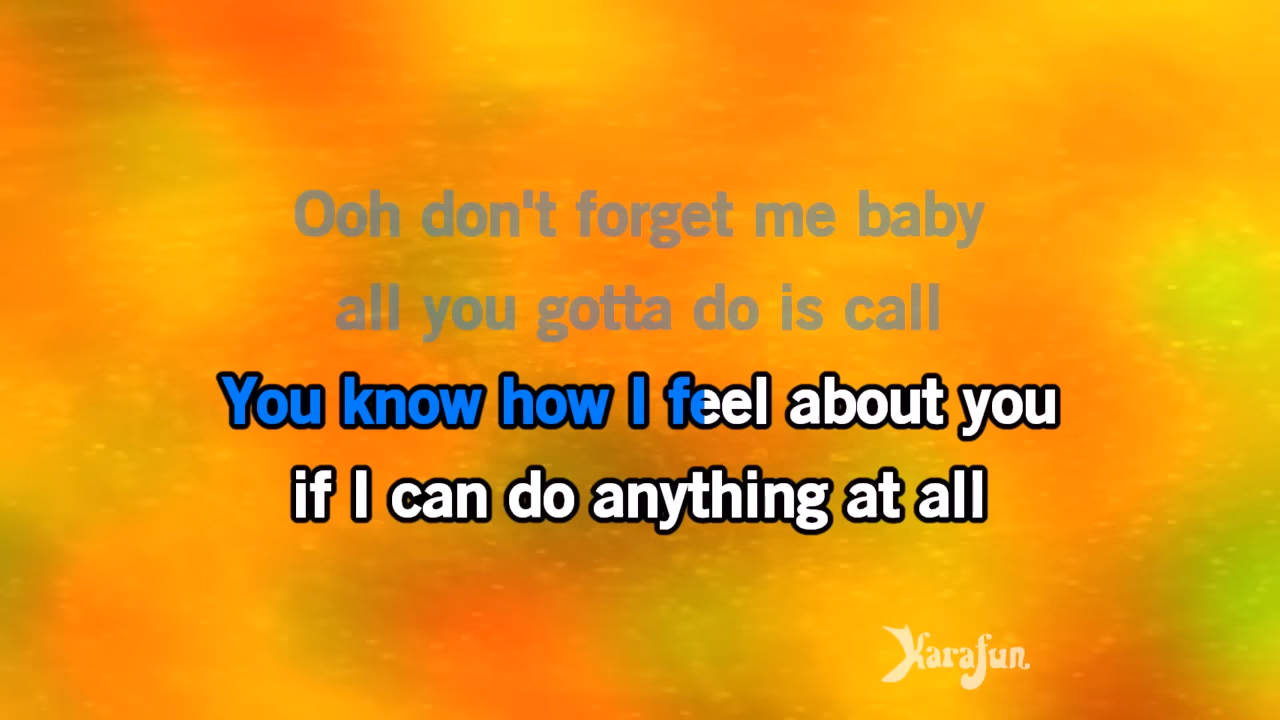 Ooh don't forget me baby
all you gotta do is call
You know how I feel about you
if I can do anything at all
Karafun